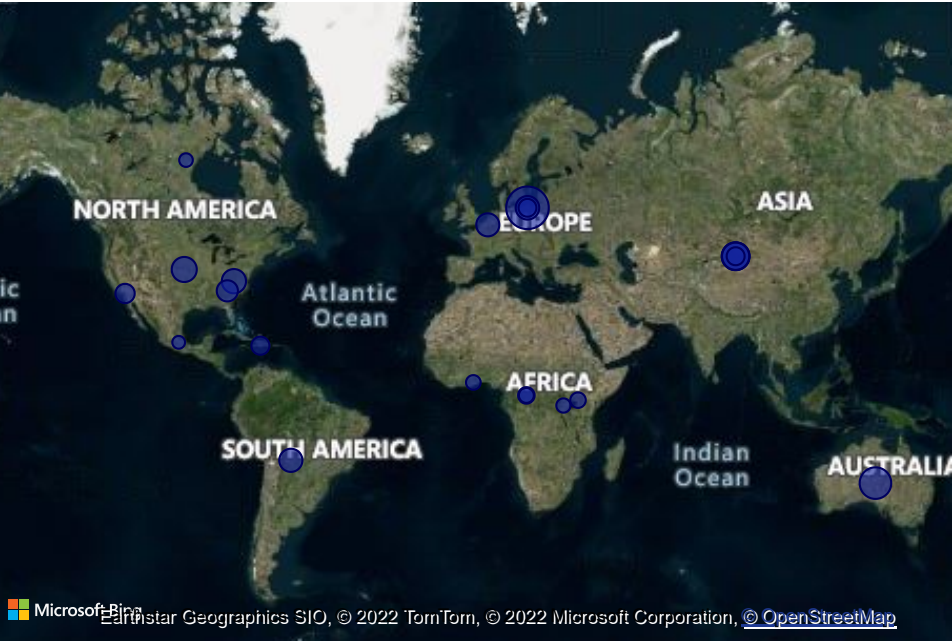 ASIA
NORTH AMERICA
EUROPE
ic
n
Atlantic
Ocean
AFRICA
SOUTH AMERICA
Indian
Ocean
AUSTRALIA
Microsoft Bing
Earthstar Geographics SIO, © 2022 TomTom, © 2022 Microsoft Corporation, © OpenStreetMap